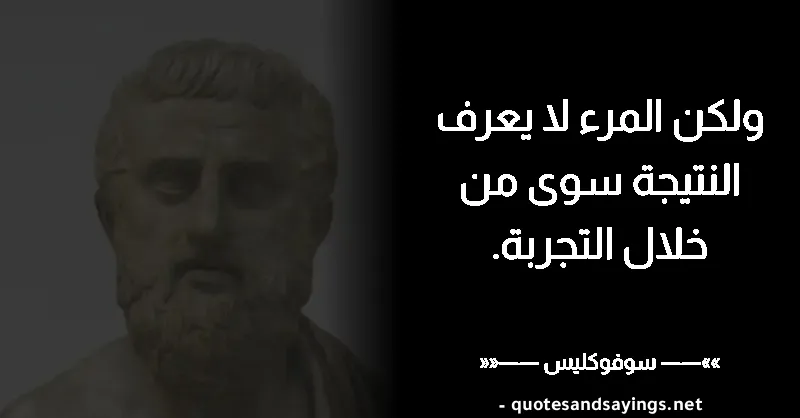 ولكن المرء لا يعرف
النتيجة سوى من
خلال التجربة.
»»—— سوفوكليس ——««
- quotesandsayings.net